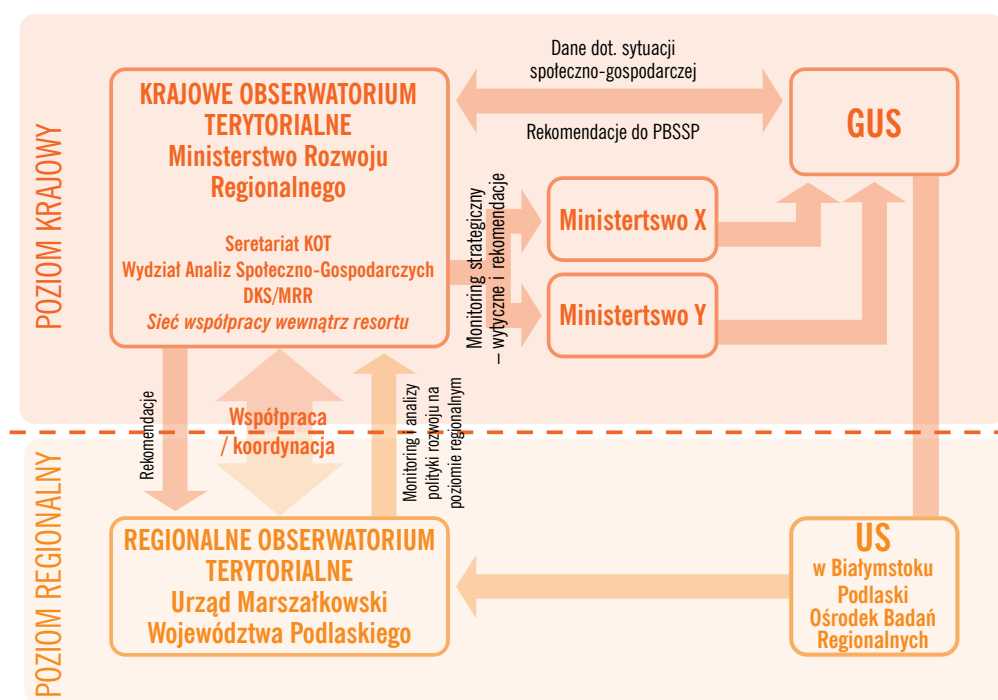 POZIOM KRAJOWY
KRAJOWE OBSERWATORIUM
TERYTORIALNE
Ministerstwo Rozwoju
Regionalnego
Seretariat KOT
Wydział Analiz Społeczno-Gospodarczych
DKS/MRR
Sieć współpracy wewnątrz resortu
Dane dot. sytuacji
społeczno-gospodarczej
Rekomendacje do PBSSP
GUS
Monitoring strategiczny
– wytyczne i rekomendacje
Ministertswo X
Ministertswo Y
Rekomendacje
Współpraca
/ koordynacja
Monitoring i analizy
polityki rozwoju na
poziomie regionalnym
POZIOM REGIONALNY
REGIONALNE OBSERWATORIUM
TERYTORIALNE
Urząd Marszałkowski
Województwa Podlaskiego
US
w Białymstoku
Podlaski
Ośrodek Badań
Regionalnych